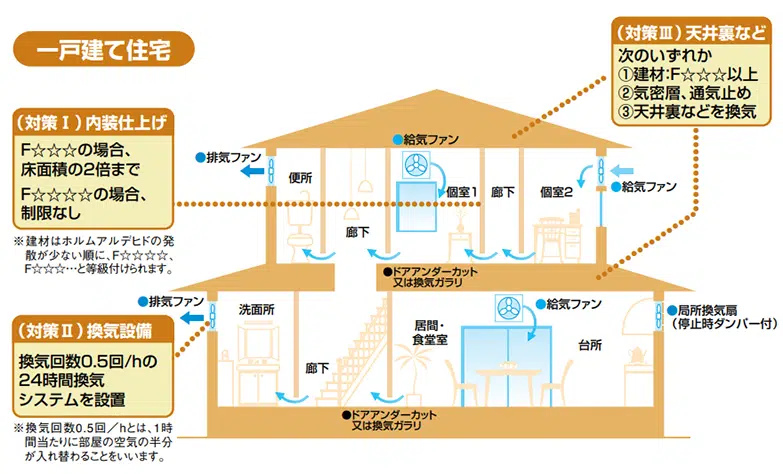 一戸建て住宅
(対策Ⅰ)内装仕上げ
F☆☆☆の場合、
床面積の2倍まで
F☆☆☆☆の場合、
制限なし
※建材はホルムアルデヒドの発
散が少ない順に、F☆☆☆☆、
F☆☆☆…と等級付けられます。
(対策Ⅱ)換気設備
換気回数0.5回/hの
24時間換気
システムを設置
※換気回数0.5回/hとは、1時
間当たりに部屋の空気の半分
が入れ替わることをいいます。
(対策Ⅲ)天井裏など
次のいずれか
①建材:F☆☆☆以上
②気密層、通気止め
③天井裏などを換気
●給気ファン
●排気ファン
便所
廊下
個室1
廊下
個室2
●給気ファン
●ドアアンダーカット
又は換気ガラリ
●排気ファン
洗面所
廊下
居間・
食堂室
●給気ファン
台所
●局所換気扇
(停止時ダンパー付)
●ドアアンダーカット
又は換気ガラリ